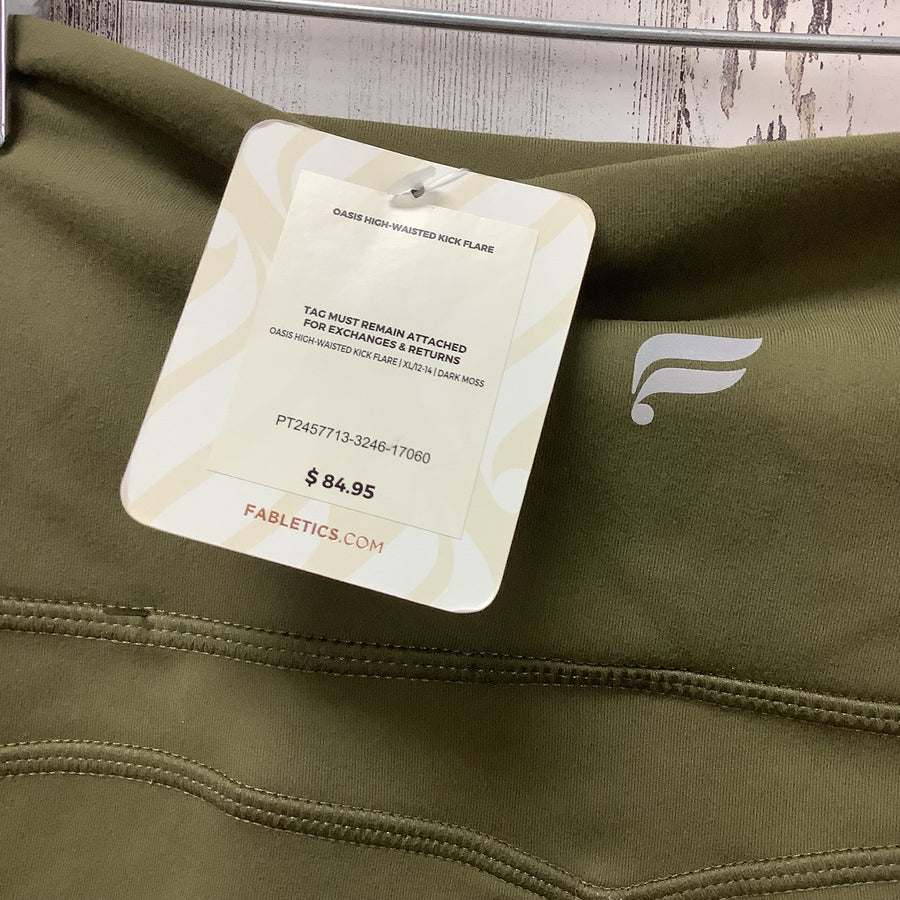 OASIS HIGH-WAISTED KICK FLARE
TAG MUST REMAIN ATTACHED
FOR EXCHANGES & RETURNS
OASIS HIGH-WAISTED KICK FLARE | XL/12-14 | DARK MOSS
PT2457713-3246-17060
$ 84.95
FABLETICS.COM